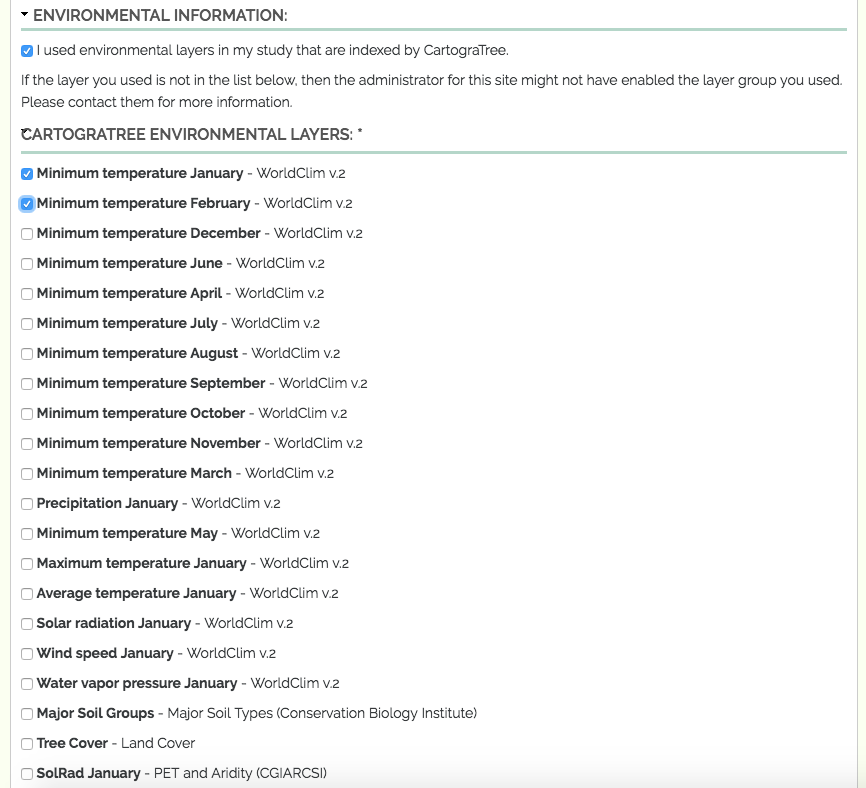 ENVIRONMENTAL INFORMATION:
I used environmental layers in my study that are indexed by CartograTree.
If the layer you used is not in the list below, then the administrator for this site might not have enabled the layer group you used.
Please contact them for more information.
CARTOGRATREE ENVIRONMENTAL LAYERS: *
Minimum temperature January - WorldClim v.2
Minimum temperature February - WorldClim v.2
Minimum temperature December - WorldClim v.2
Minimum temperature June - WorldClim v.2
Minimum temperature April - WorldClim v.2
Minimum temperature July - WorldClim v.2
Minimum temperature August - WorldClim v.2
Minimum temperature September - WorldClim v.2
Minimum temperature October - WorldClim v.2
Minimum temperature November - WorldClim v.2
Minimum temperature March - WorldClim v.2
Precipitation January - WorldClim v.2
Minimum temperature May - WorldClim v.2
Maximum temperature January - WorldClim v.2
Average temperature January - WorldClim v.2
Solar radiation January - WorldClim v.2
Wind speed January - WorldClim v.2
Water vapor pressure January - WorldClim v.2
Major Soil Groups - Major Soil Types (Conservation Biology Institute)
Tree Cover - Land Cover
SolRad January - PET and Aridity (CGIARCSI)